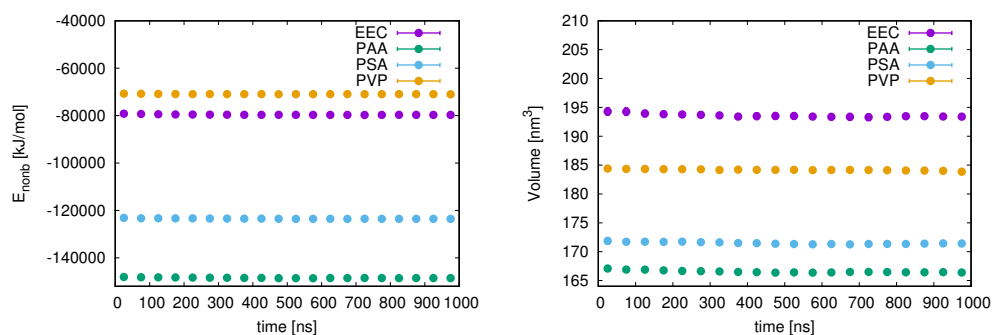 -40000
-60000
-80000
-100000
-120000
-140000
E_nonb [kJ/mol]
0 100 200 300 400 500 600 700 800 900 1000
time [ns]
EEC
PAA
PSA
PVP
210
205
200
195
190
185
180
175
170
165
Volume [nm³]
0 100 200 300 400 500 600 700 800 900 1000
time [ns]
EEC
PAA
PSA
PVP